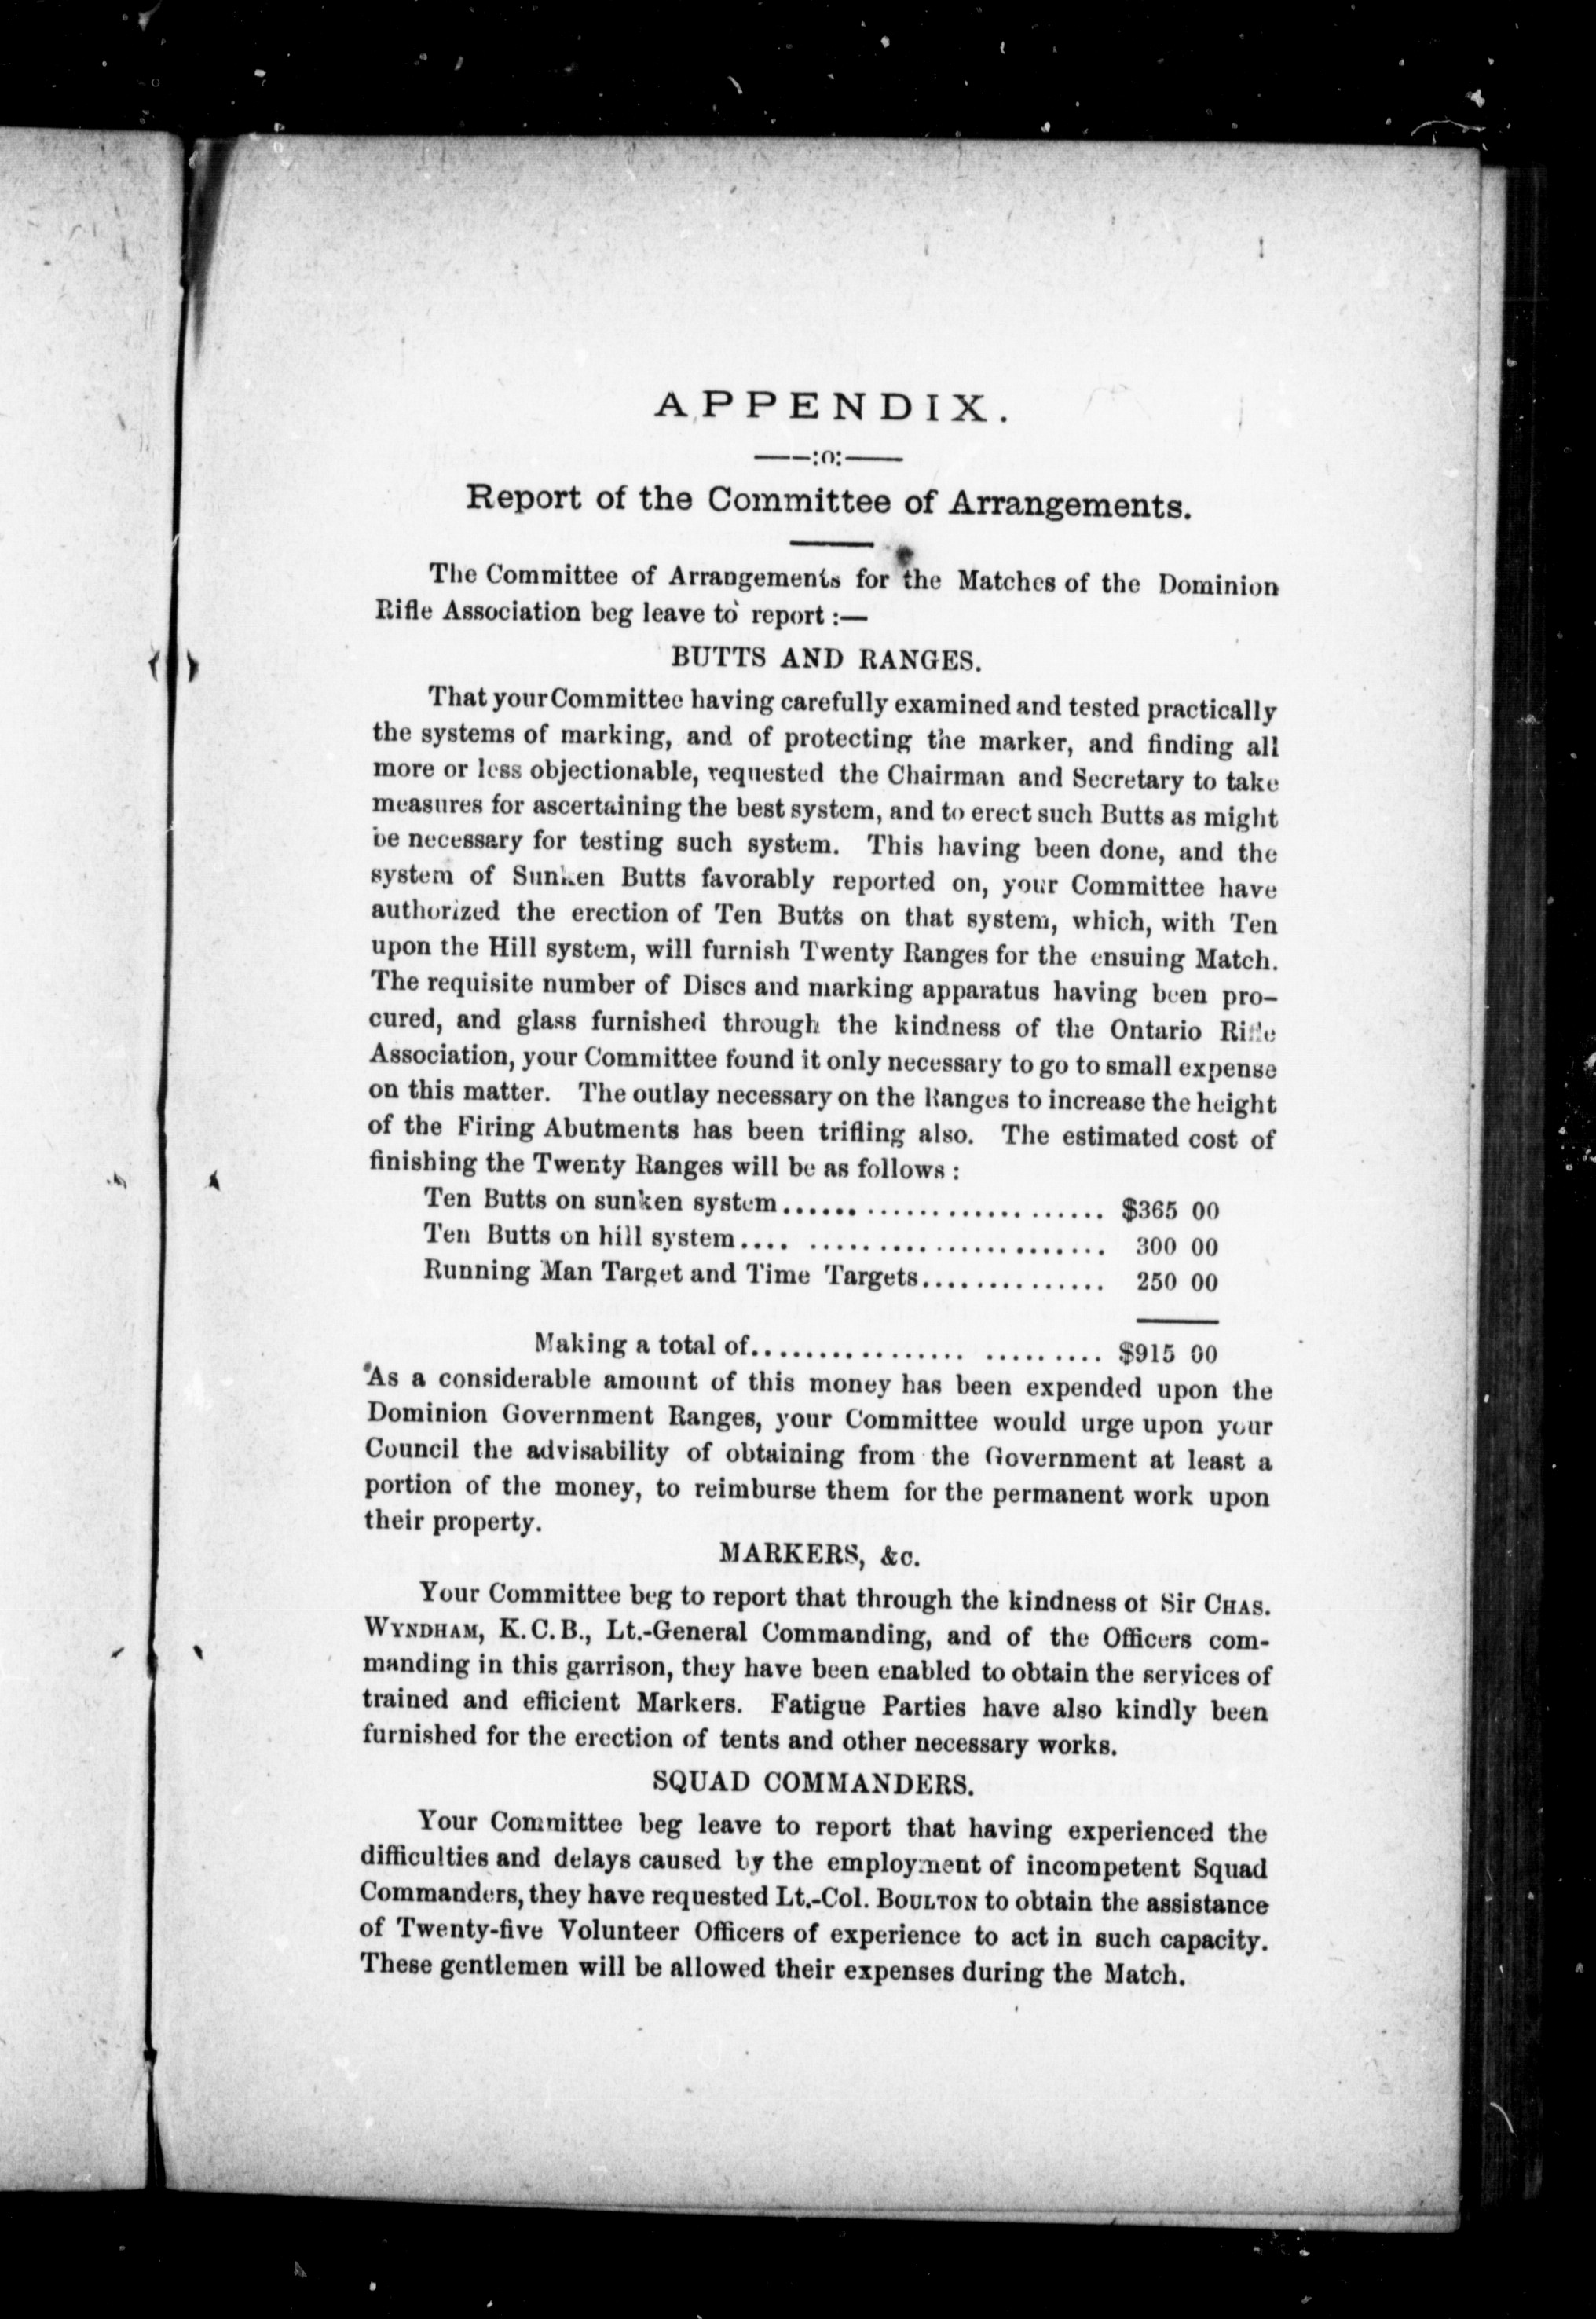 APPENDIX.
——:o:——
Report of the Committee of Arrangements.
The Committee of Arrangements for the Matches of the Dominion
Rifle Association beg leave to report :—
BUTTS AND RANGES.
That your Committee having carefully examined and tested practically
the systems of marking, and of protecting the marker, and finding all
more or less objectionable, requested the Chairman and Secretary to take
measures for ascertaining the best system, and to erect such Butts as might
be necessary for testing such system. This having been done, and the
system of Sunken Butts favorably reported on, your Committee have
authorized the erection of Ten Butts on that system, which, with Ten
upon the Hill system, will furnish Twenty Ranges for the ensuing Match.
The requisite number of Discs and marking apparatus having been pro-
cured, and glass furnished through the kindness of the Ontario Rifle
Association, your Committee found it only necessary to go to small expense
on this matter. The outlay necessary on the Ranges to increase the height
of the Firing Abutments has been trifling also. The estimated cost of
finishing the Twenty Ranges will be as follows :
Ten Butts on sunken system.................................. $365 00
Ten Butts on hill system.... ............................ 300 00
Running Man Target and Time Targets............... 250 00
Making a total of................. .......... $915 00
As a considerable amount of this money has been expended upon the
Dominion Government Ranges, your Committee would urge upon your
Council the advisability of obtaining from the Government at least a
portion of the money, to reimburse them for the permanent work upon
their property.
MARKERS, &c.
Your Committee beg to report that through the kindness of Sir CHAS.
WYNDHAM, K.C.B., Lt.-General Commanding, and of the Officers com-
manding in this garrison, they have been enabled to obtain the services of
trained and efficient Markers. Fatigue Parties have also kindly been
furnished for the erection of tents and other necessary works.
SQUAD COMMANDERS.
Your Committee beg leave to report that having experienced the
difficulties and delays caused by the employment of incompetent Squad
Commanders, they have requested Lt.-Col. BOULTON to obtain the assistance
of Twenty-five Volunteer Officers of experience to act in such capacity.
These gentlemen will be allowed their expenses during the Match.